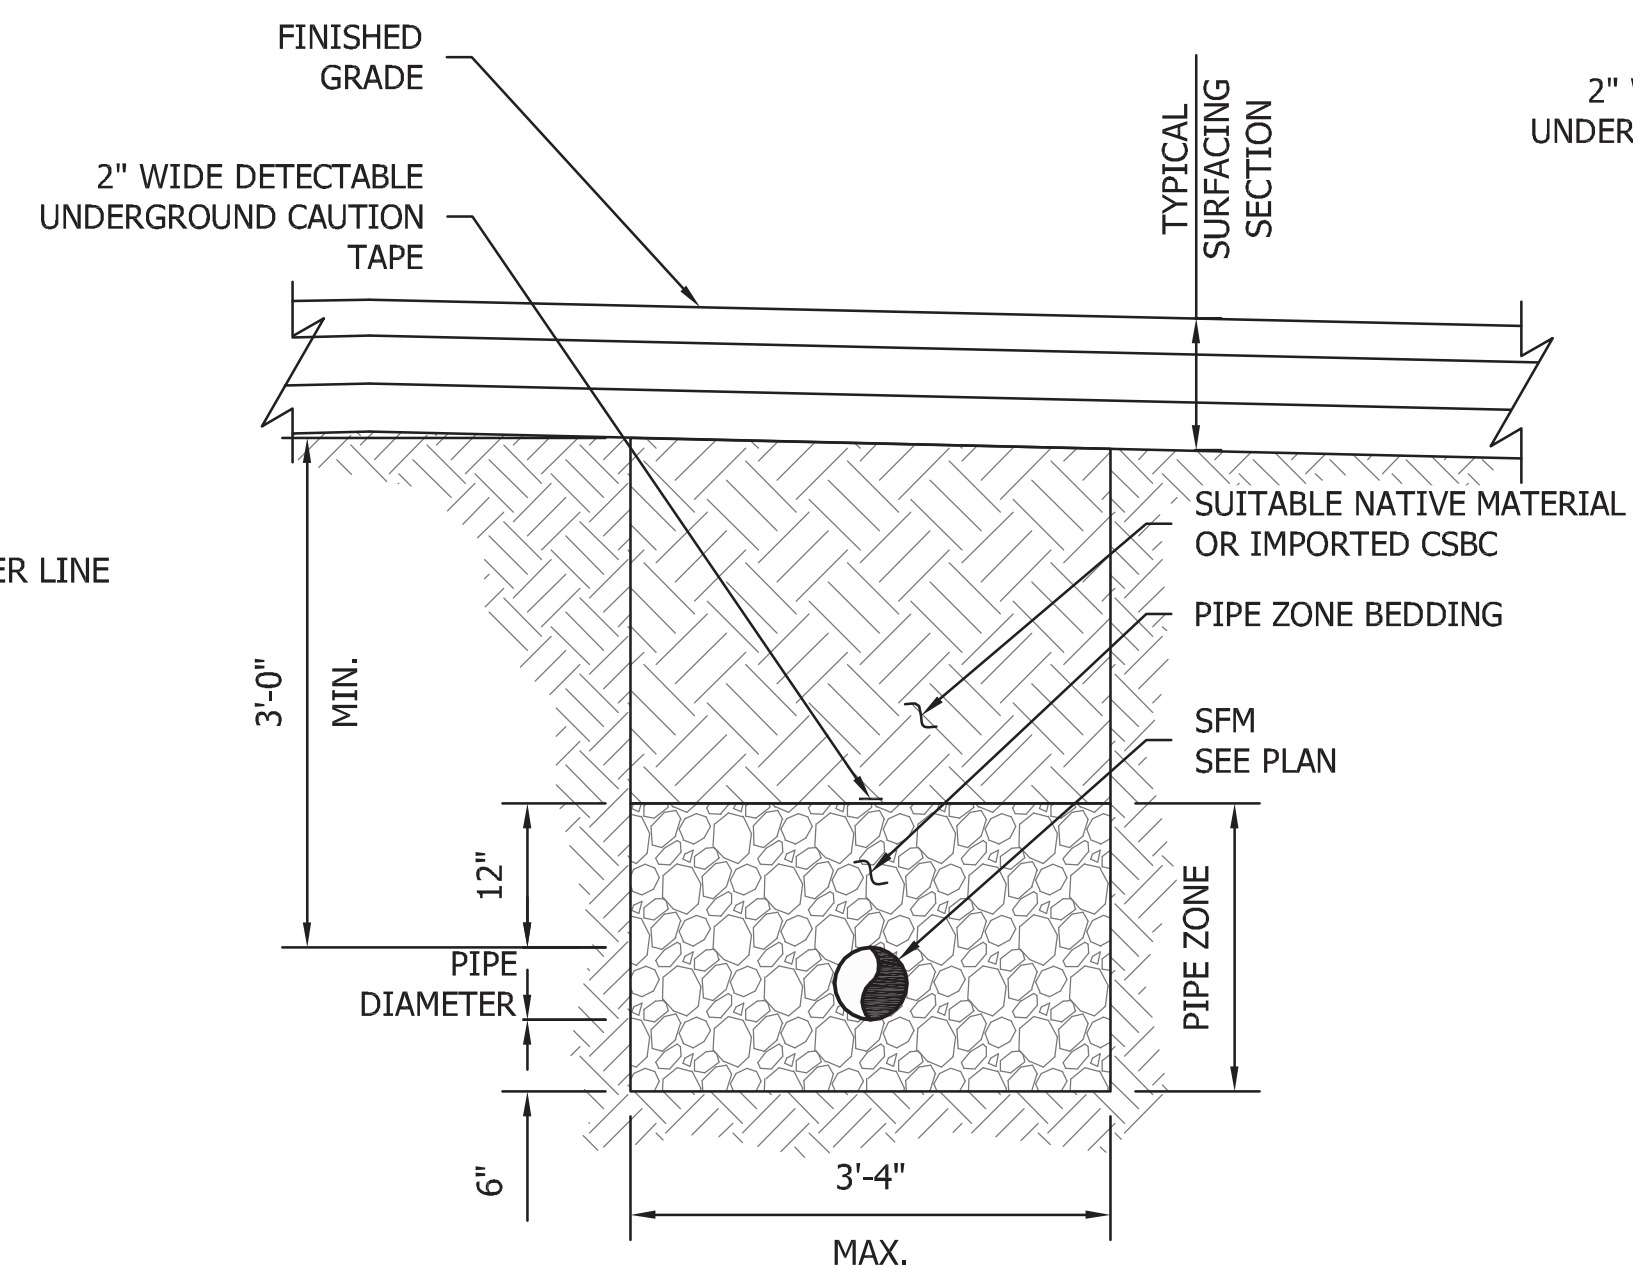 FINISHED
GRADE
2" WIDE DETECTABLE
UNDERGROUND CAUTION
TAPE
TYPICAL
SURFACING
SECTION
2"
UNDER
ER LINE
SUITABLE NATIVE MATERIAL
OR IMPORTED CSBC
PIPE ZONE BEDDING
SFM
SEE PLAN
3'-0"
MIN.
12"
PIPE
DIAMETER
PIPE ZONE
6"
3'-4"
MAX.